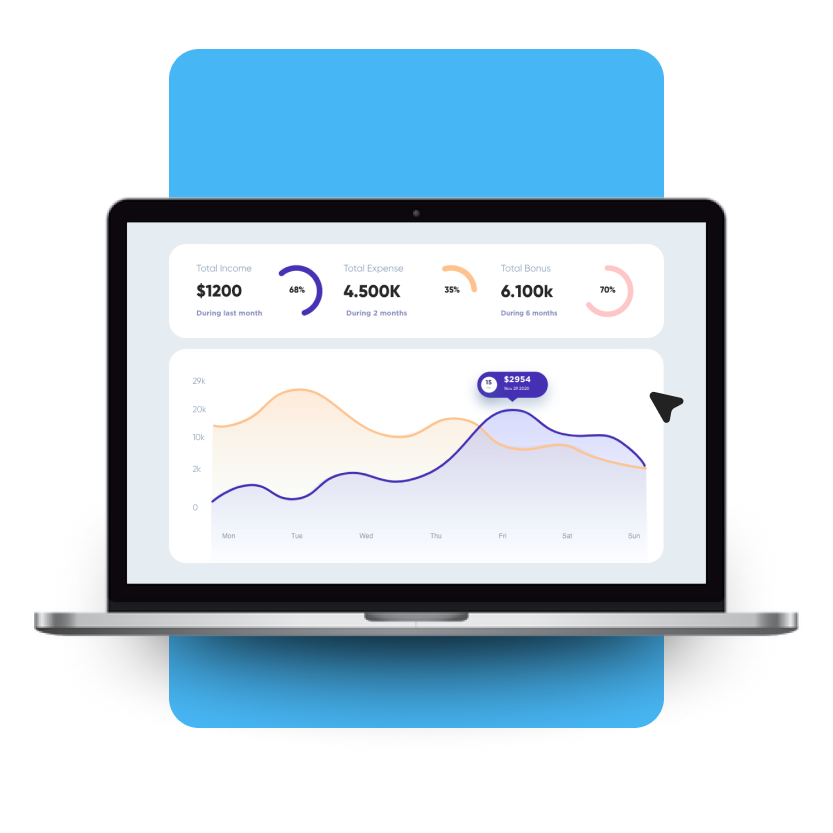 Total Income
$1200
During last month
68%
Total Expense
4.500K
During 2 months
35%
Total Bonus
6.100k
During 6 months
70%
29k
20k
10k
2k
0
15
$2954
Nov 29 2020
Mon Tue Wed Thu Fri Sat Sun